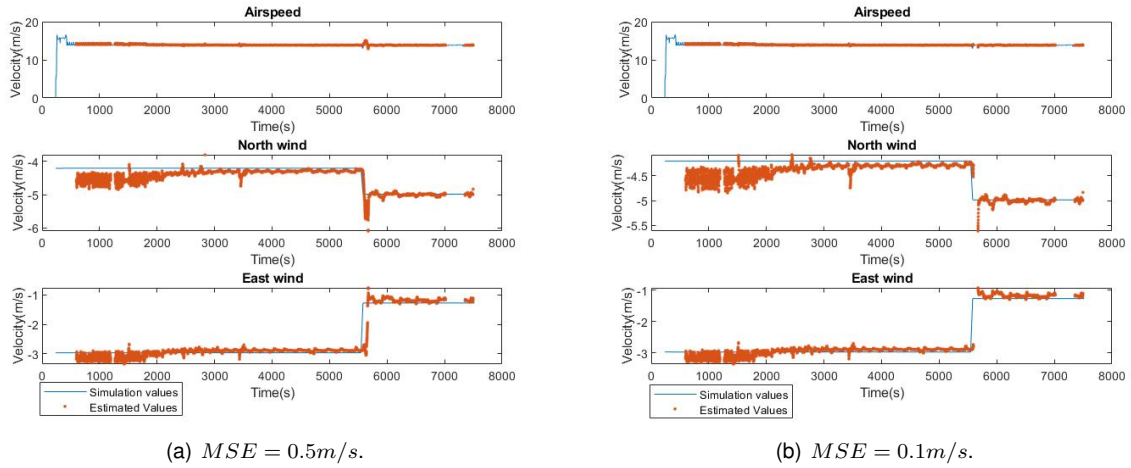 Airspeed
Velocity(m/s)
20
10
0
0 1000 2000 3000 4000 5000 6000 7000 8000
Time(s)
North wind
Velocity(m/s)
-4
-5
-6
0 1000 2000 3000 4000 5000 6000 7000 8000
Time(s)
East wind
Velocity(m/s)
-1
-2
-3
0 1000 2000 3000 4000 5000 6000 7000 8000
Time(s)
Simulation values
Estimated Values
(a) MSE = 0.5m/s.
Airspeed
Velocity(m/s)
20
10
0
0 1000 2000 3000 4000 5000 6000 7000 8000
Time(s)
North wind
Velocity(m/s)
-4.5
-5
-5.5
0 1000 2000 3000 4000 5000 6000 7000 8000
Time(s)
East wind
Velocity(m/s)
-1
-2
-3
0 1000 2000 3000 4000 5000 6000 7000 8000
Time(s)
Simulation values
Estimated Values
(b) MSE = 0.1m/s.